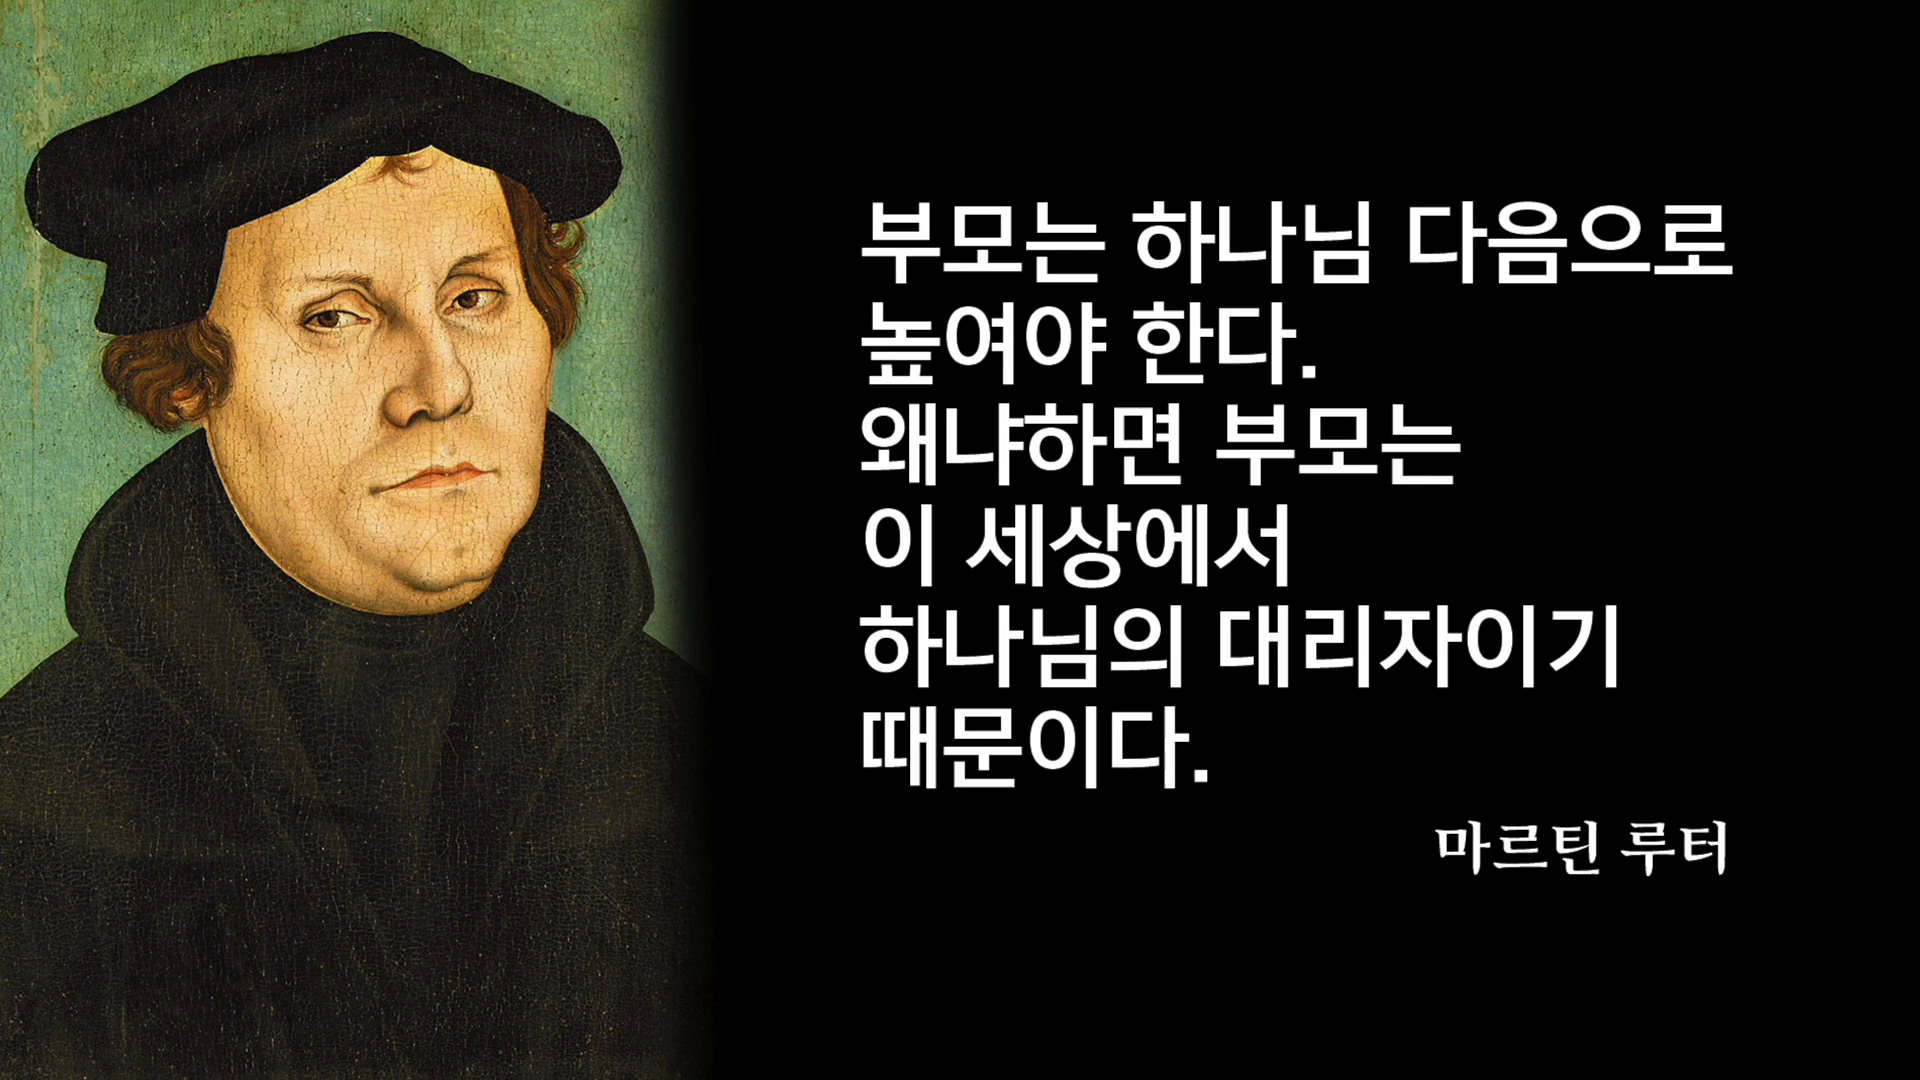 부모는 하나님 다음으로
높여야 한다.
왜냐하면 부모는
이 세상에서
하나님의 대리자이기
때문이다.
마르틴 루터